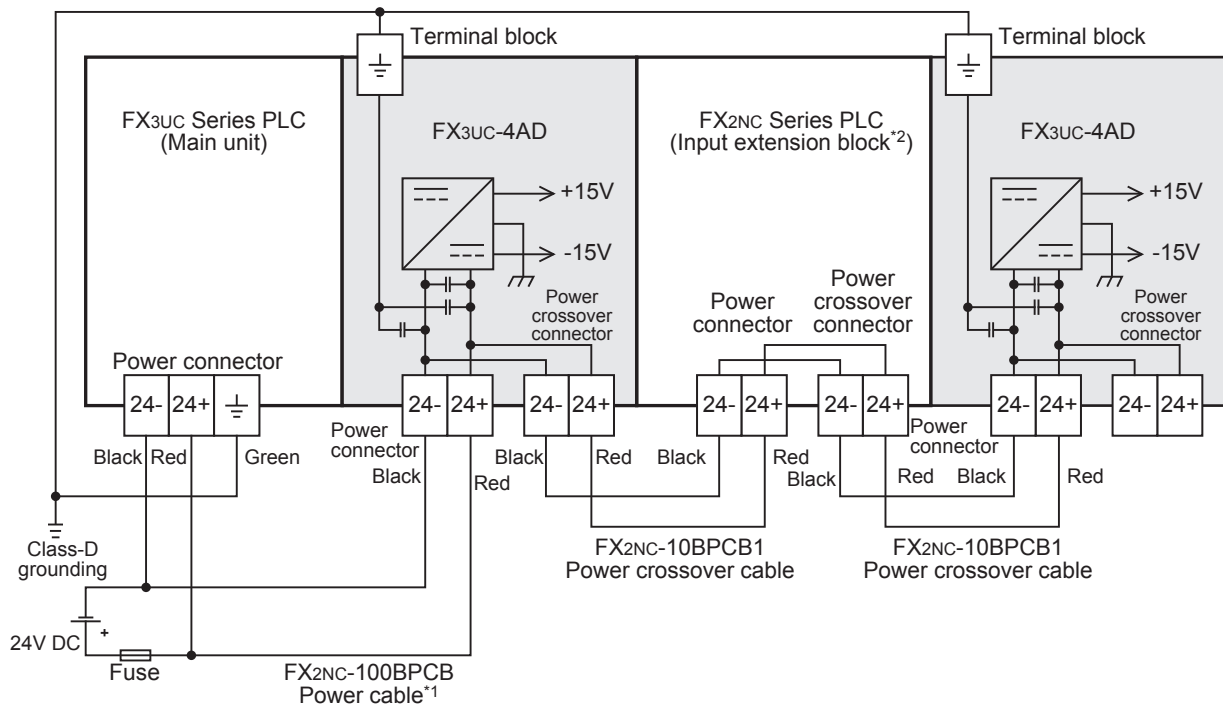 Terminal block
Terminal block
FX3UC Series PLC
(Main unit)
FX3UC-4AD
FX2NC Series PLC
(Input extension block*2)
FX3UC-4AD
+15V
-15V
+15V
-15V
Power
crossover
connector
Power
connector
Power
crossover
connector
Power
crossover
connector
Power connector
24- 24+
24- 24+
24- 24+
24- 24+
24- 24+
24- 24+
24- 24+
Power
connector
Power
connector
Black Red Green
Black Red
Black Red
Black Red
Black Red
Black Red
Class-D
grounding
24V DC
+
Fuse
FX2NC-100BPCB
Power cable*1
FX2NC-10BPCB1
Power crossover cable
FX2NC-10BPCB1
Power crossover cable